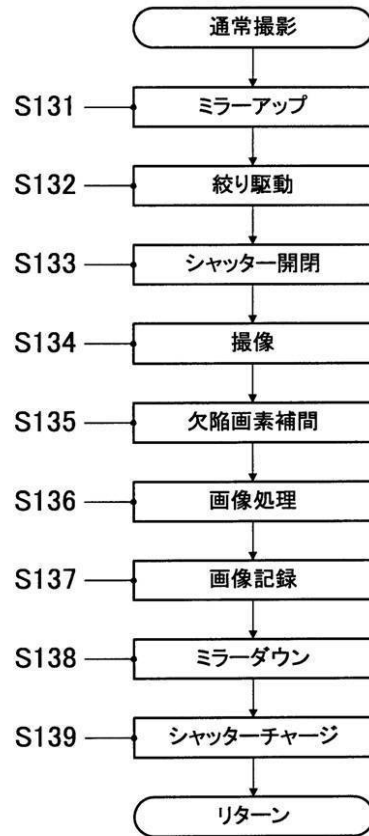 通常撮影
S131 ミラーアップ
S132 絞り駆動
S133 シャッター開閉
S134 撮像
S135 欠陥画素補間
S136 画像処理
S137 画像記録
S138 ミラーダウン
S139 シャッターチャージ
リターン